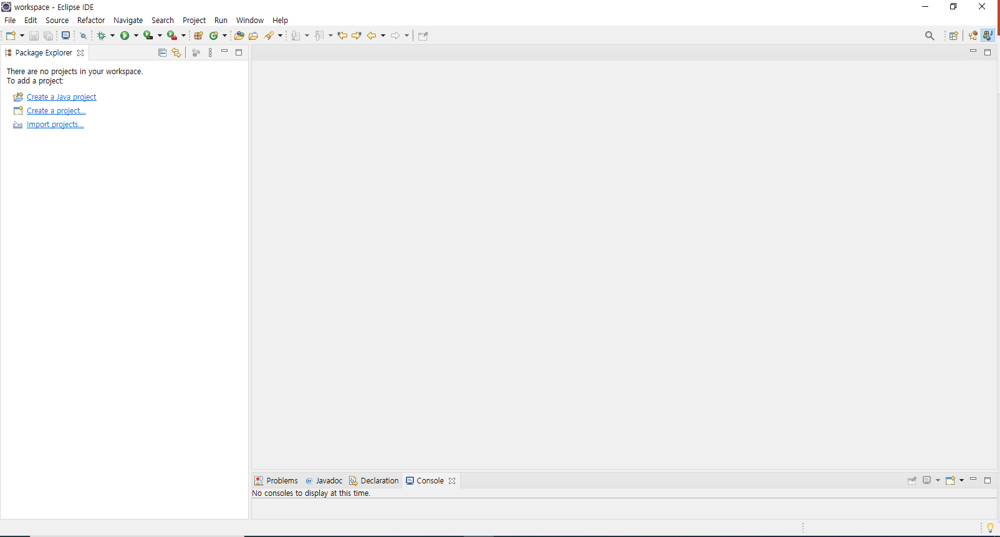 workspace - Eclipse IDE
File Edit Source Refactor Navigate Search Project Run Window Help
Package Explorer
There are no projects in your workspace.
To add a project:
Create a Java project
Create a project...
Import projects...
Problems @ Javadoc Declaration Console
No consoles to display at this time.